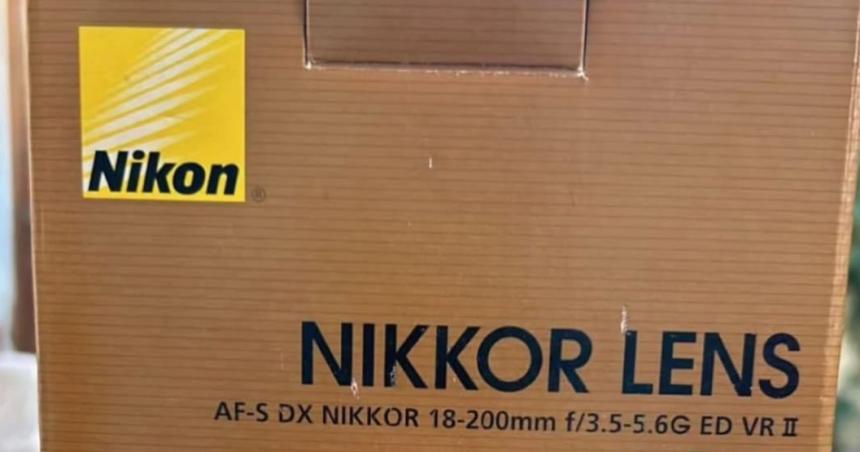 Nikon®
NIKKOR LENS
AF-S DX NIKKOR 18-200mm f/3.5-5.6G ED VR Ⅱ